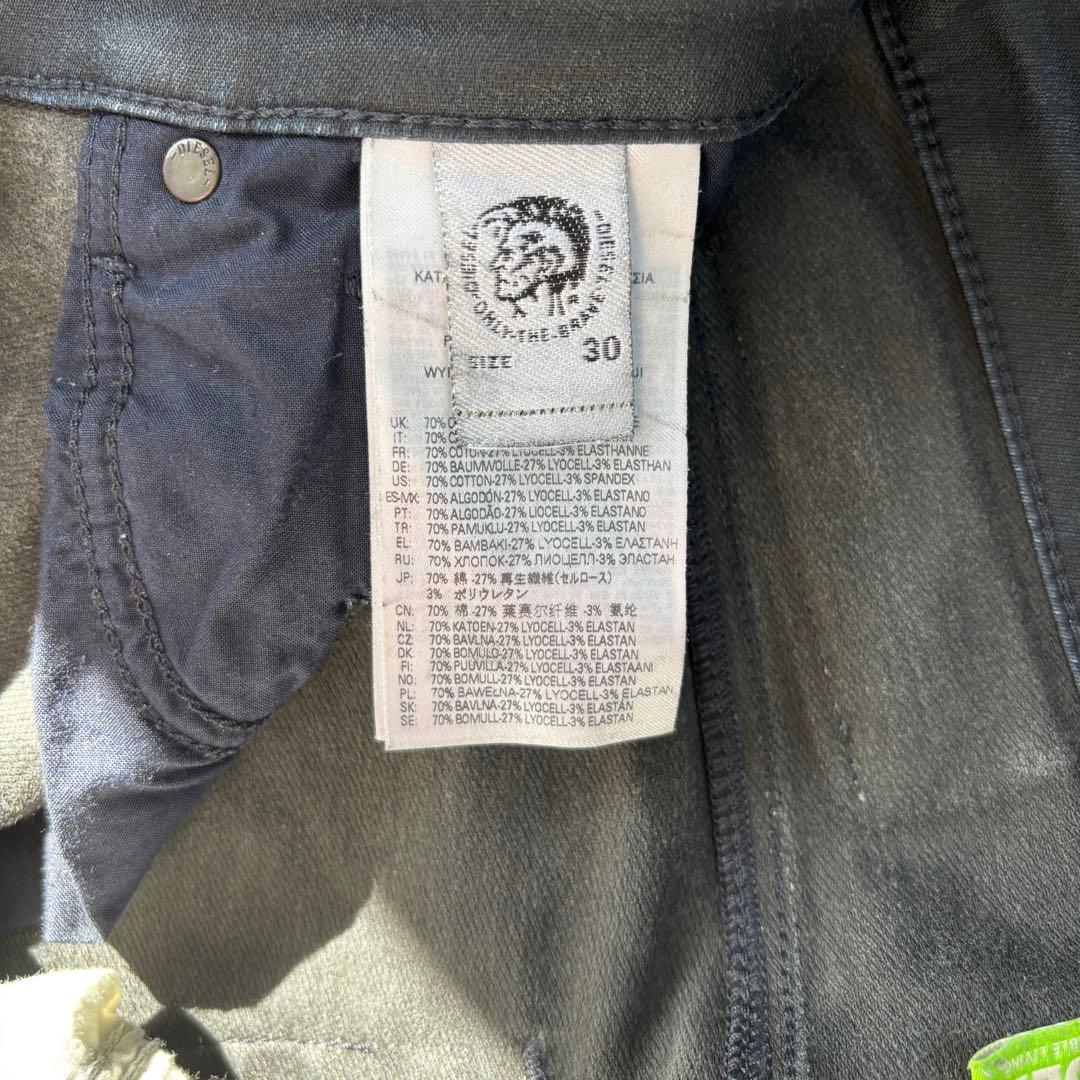 DIESEL
DIESEL
DIESEL
ONLY-THE-BRAVE
SIZE 30
UK: 70%
IT: 70%
FR: 70% COTON-27% LYOCELL-3% ELASTHANNE
DE: 70% BAUMWOLLE-27% LYOCELL-3% ELASTHAN
US: 70% COTTON-27% LYOCELL-3% SPANDEX
ES-MX: 70% ALGODÓN-27% LYOCELL-3% ELASTANO
PT: 70% ALGODÃO-27% LIOCELL-3% ELASTANO
TR: 70% PAMUKLU-27% LYOCELL-3% ELASTAN
EL: 70% ΒΑΜΒΑΚΙ-27% LYOCELL-3% ΕΛΑΣΤΑΝΗ
RU: 70% ХЛОПОК-27% ЛИОЦЕЛЛ-3% ЭЛАСТАН
JP: 70% 綿 -27% 再生繊維(セルロース)
3% ポリウレタン
CN: 70% 棉 -27% 莱赛尔纤维 -3% 氨纶
NL: 70% KATOEN-27% LYOCELL-3% ELASTAN
CZ: 70% BAVLNA-27% LYOCELL-3% ELASTAN
DK: 70% BOMULD-27% LYOCELL-3% ELASTAN
FI: 70% PUUVILLA-27% LYOCELL-3% ELASTAANI
NO: 70% BOMULL-27% LYOCELL-3% ELASTAN
PL: 70% BAWEŁNA-27% LYOCELL-3% ELASTAN
SK: 70% BAVLNA-27% LYOCELL-3% ELASTÁN
SE: 70% BOMULL-27% LYOCELL-3% ELASTAN